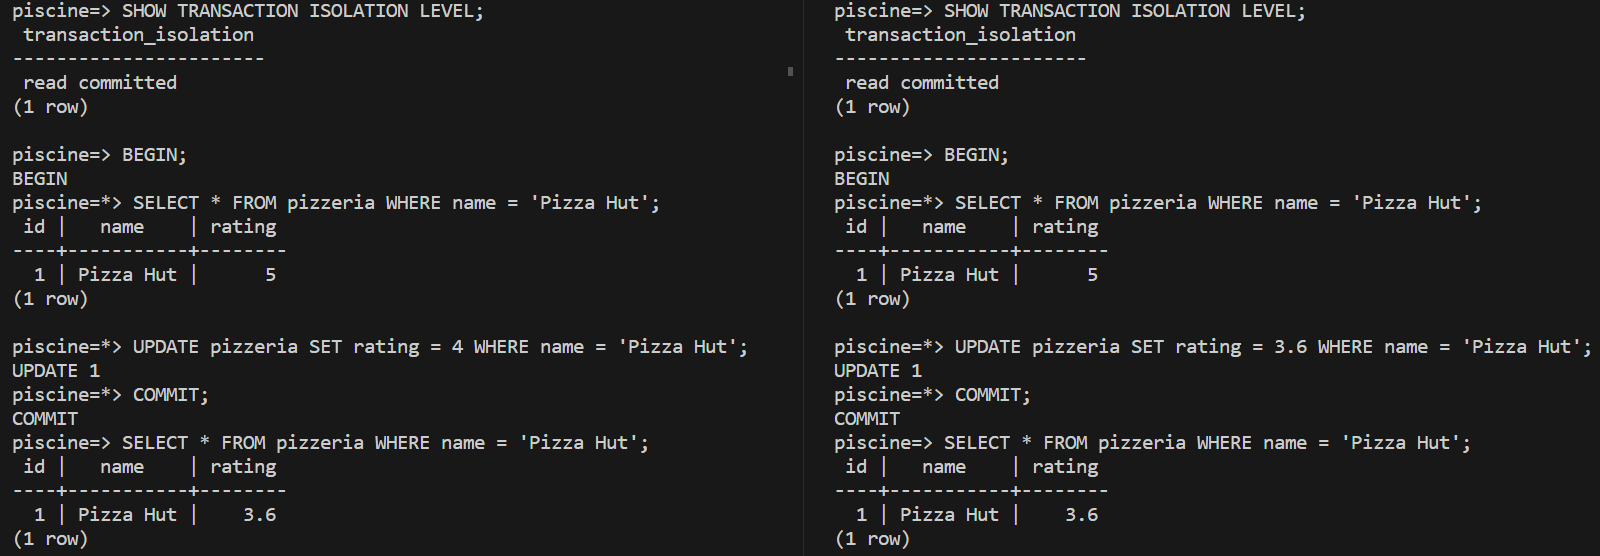 piscine=> SHOW TRANSACTION ISOLATION LEVEL;
 transaction_isolation
-----------------------
 read committed
(1 row)

piscine=> BEGIN;
BEGIN
piscine=*> SELECT * FROM pizzeria WHERE name = 'Pizza Hut';
 id |   name    | rating
----+-----------+--------
  1 | Pizza Hut |      5
(1 row)

piscine=*> UPDATE pizzeria SET rating = 4 WHERE name = 'Pizza Hut';
UPDATE 1
piscine=*> COMMIT;
COMMIT
piscine=> SELECT * FROM pizzeria WHERE name = 'Pizza Hut';
 id |   name    | rating
----+-----------+--------
  1 | Pizza Hut |    3.6
(1 row)

piscine=> SHOW TRANSACTION ISOLATION LEVEL;
 transaction_isolation
-----------------------
 read committed
(1 row)

piscine=> BEGIN;
BEGIN
piscine=*> SELECT * FROM pizzeria WHERE name = 'Pizza Hut';
 id |   name    | rating
----+-----------+--------
  1 | Pizza Hut |      5
(1 row)

piscine=*> UPDATE pizzeria SET rating = 3.6 WHERE name = 'Pizza Hut';
UPDATE 1
piscine=*> COMMIT;
COMMIT
piscine=> SELECT * FROM pizzeria WHERE name = 'Pizza Hut';
 id |   name    | rating
----+-----------+--------
  1 | Pizza Hut |    3.6
(1 row)